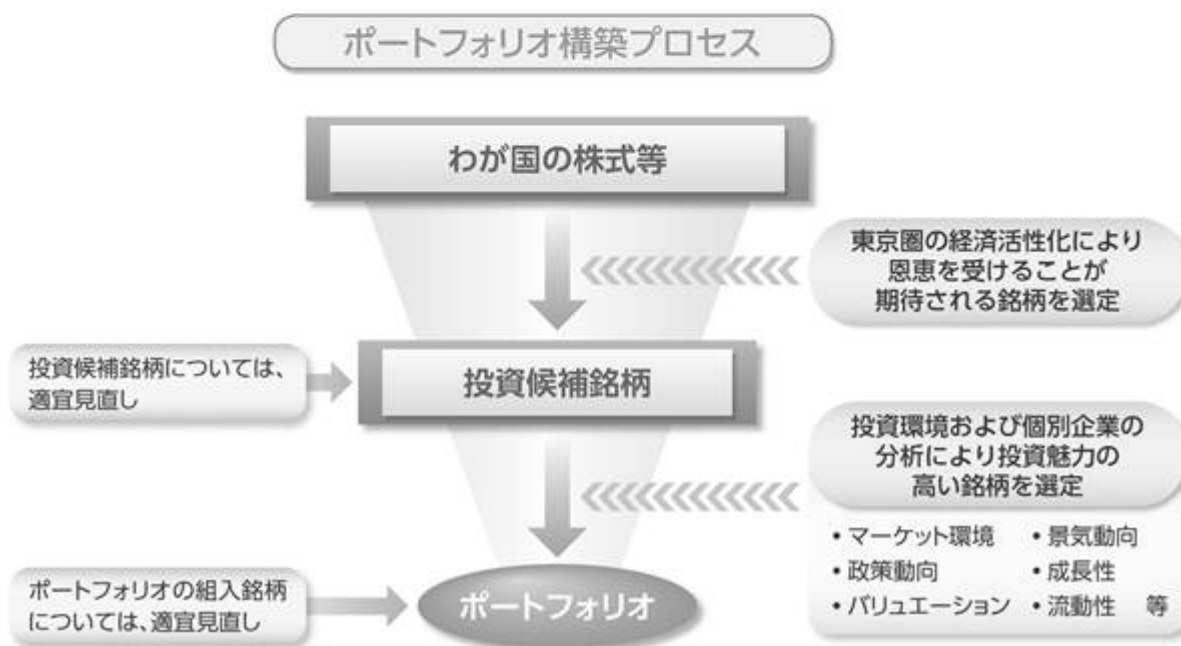 ポートフォリオ構築プロセス
わが国の株式等
東京圏の経済活性化により
恩恵を受けることが
期待される銘柄を選定
投資候補銘柄については、
適宜見直し
投資候補銘柄
投資環境および個別企業の
分析により投資魅力の
高い銘柄を選定
• マーケット環境 • 景気動向
• 政策動向 • 成長性
• バリュエーション • 流動性 等
ポートフォリオの組入銘柄
については、適宜見直し
ポートフォリオ